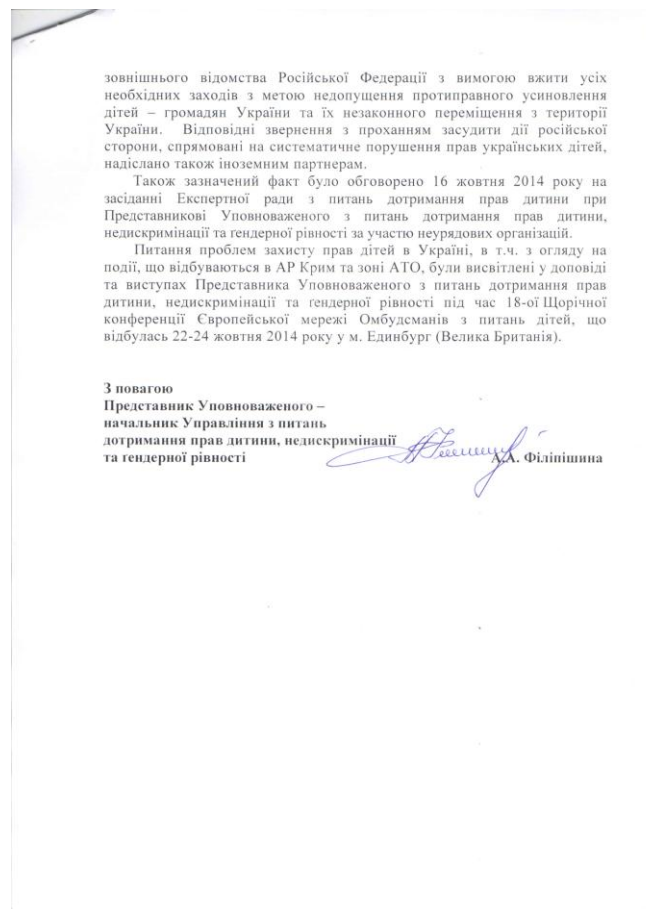 зовнішнього відомства Російської Федерації з вимогою вжити усіх
необхідних заходів з метою недопущення протиправного усиновлення
дітей – громадян України та їх незаконного переміщення з території
України. Відповідні звернення з проханням засудити дії російської
сторони, спрямовані на систематичне порушення прав українських дітей,
надіслано також іноземним партнерам.
Також зазначений факт було обговорено 16 жовтня 2014 року на
засіданні Експертної ради з питань дотримання прав дитини при
Представникові Уповноваженого з питань дотримання прав дитини,
недискримінації та ґендерної рівності за участю неурядових організацій.
Питання проблем захисту прав дітей в Україні, в т.ч. з огляду на
події, що відбуваються в АР Крим та зоні АТО, були висвітлені у доповіді
та виступах Представника Уповноваженого з питань дотримання прав
дитини, недискримінації та ґендерної рівності під час 18-ої Щорічної
конференції Європейської мережі Омбудсманів з питань дітей, що
відбулась 22-24 жовтня 2014 року у м. Единбург (Велика Британія).
З повагою
Представник Уповноваженого –
начальник Управління з питань
дотримання прав дитини, недискримінації
та ґендерної рівності А.А. Філіпішина